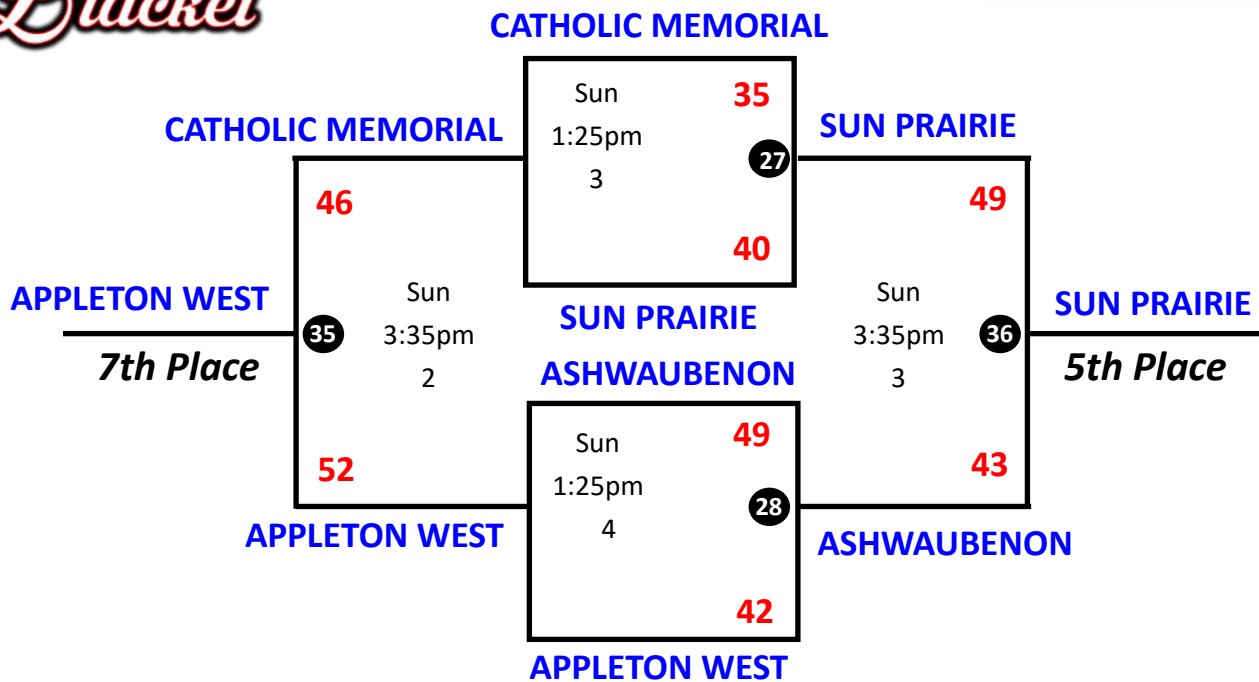 Bracket
CATHOLIC MEMORIAL
Sun
1:25pm
3
35
27
40
CATHOLIC MEMORIAL
SUN PRAIRIE
46
49
APPLETON WEST
35
7th Place
Sun
3:35pm
2
SUN PRAIRIE
ASHWAUBENON
Sun
3:35pm
3
36
SUN PRAIRIE
5th Place
52
43
Sun
1:25pm
4
49
28
42
APPLETON WEST
ASHWAUBENON
APPLETON WEST